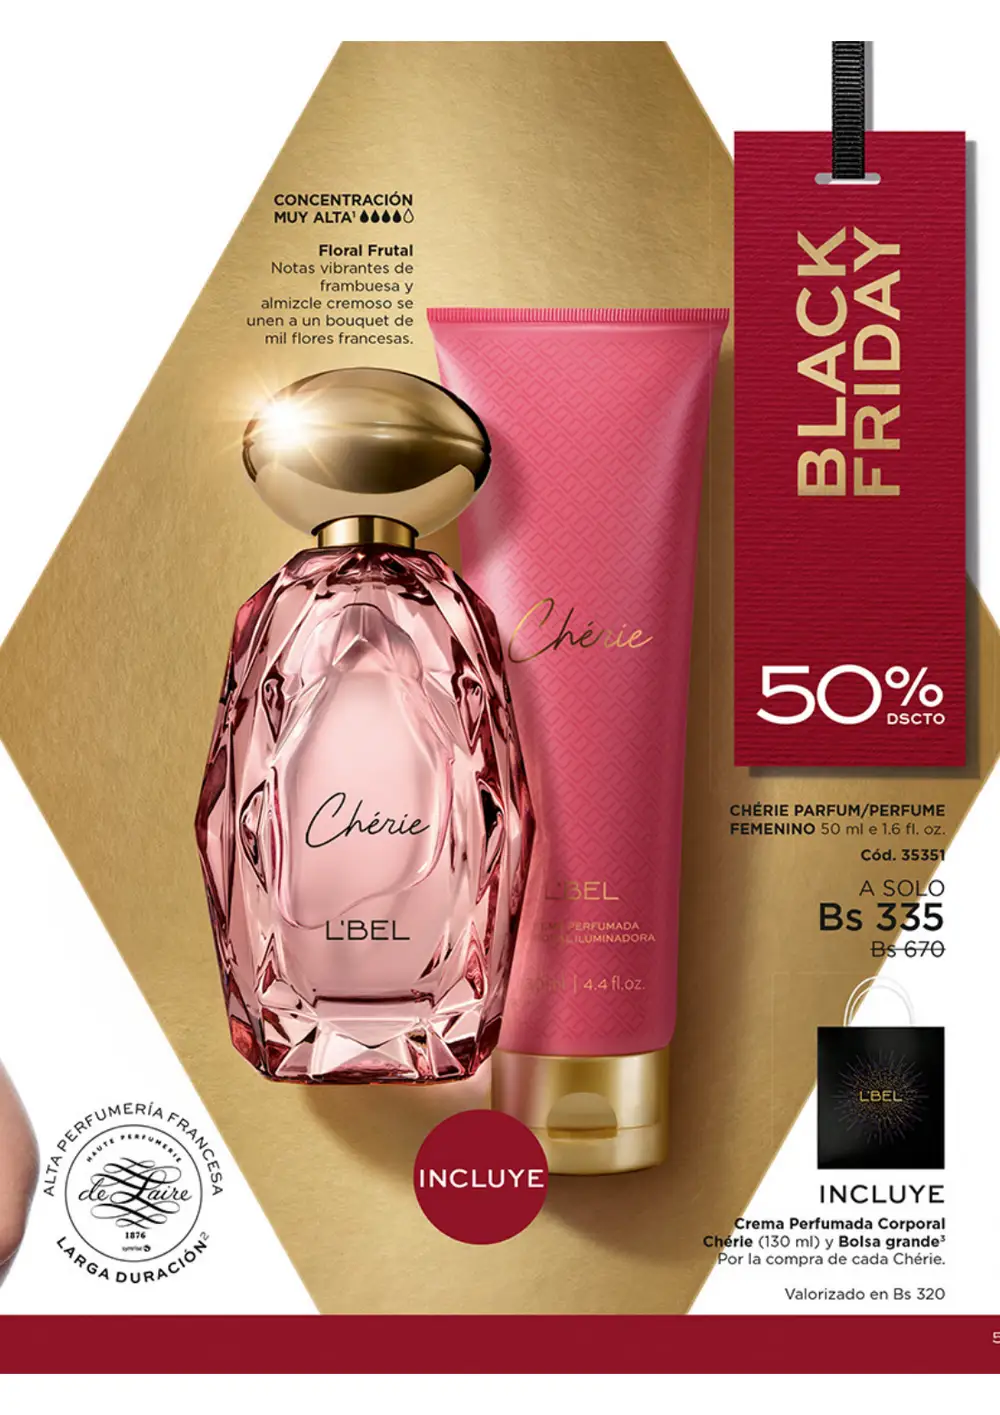 CONCENTRACIÓN
MUY ALTA¹
Floral Frutal
Notas vibrantes de
frambuesa y
almizcle cremoso se
unen a un bouquet de
mil flores francesas.
BLACK
FRIDAY
50%
DSCTO
Chérie
L'BEL
Chérie
L'BEL
PERFUMADA
ILUMINADORA
| 4.4 fl.oz.
CHÉRIE PARFUM/PERFUME
FEMENINO 50 ml e 1.6 fl. oz.
Cód. 35351
A SOLO
Bs 335
Bs 670
L'BEL
INCLUYE
Crema Perfumada Corporal
Chérie (130 ml) y Bolsa grande³
Por la compra de cada Chérie.
Valorizado en Bs 320
INCLUYE
ALTA PERFUMERÍA FRANCESA
HAUTE PERFUMERIE
de Laire
1876
symrise
LARGA DURACIÓN²
5